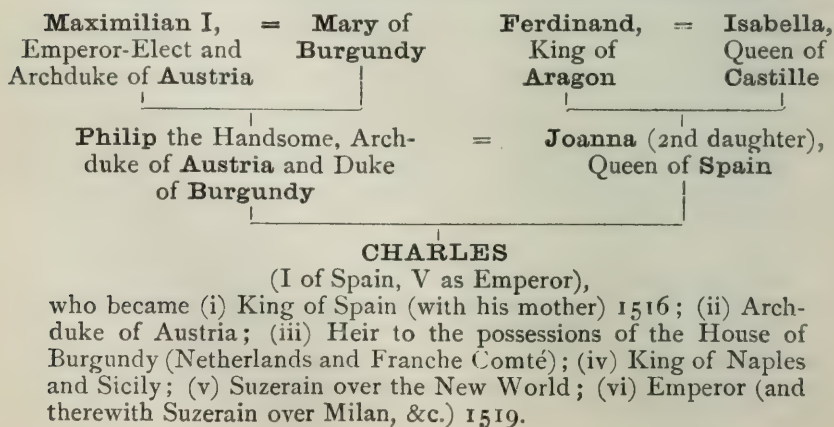 Maximilian I, = Mary of Ferdinand, = Isabella,
Emperor-Elect and Burgundy King of Queen of
Archduke of Austria Aragon Castille
Philip the Handsome, Arch- = Joanna (2nd daughter),
duke of Austria and Duke Queen of Spain
of Burgundy
CHARLES
(I of Spain, V as Emperor),
who became (i) King of Spain (with his mother) 1516; (ii) Arch-
duke of Austria; (iii) Heir to the possessions of the House of
Burgundy (Netherlands and Franche Comté); (iv) King of Naples
and Sicily; (v) Suzerain over the New World; (vi) Emperor (and
therewith Suzerain over Milan, &c.) 1519.